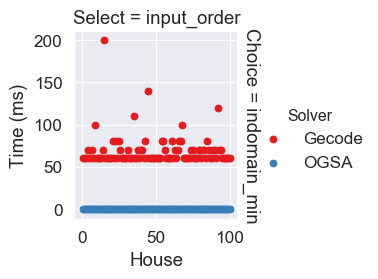 Select = input_order
Time (ms)
200
150
100
50
0
0
50
100
House
Choice = indomain_min
Solver
Gecode
OGSA